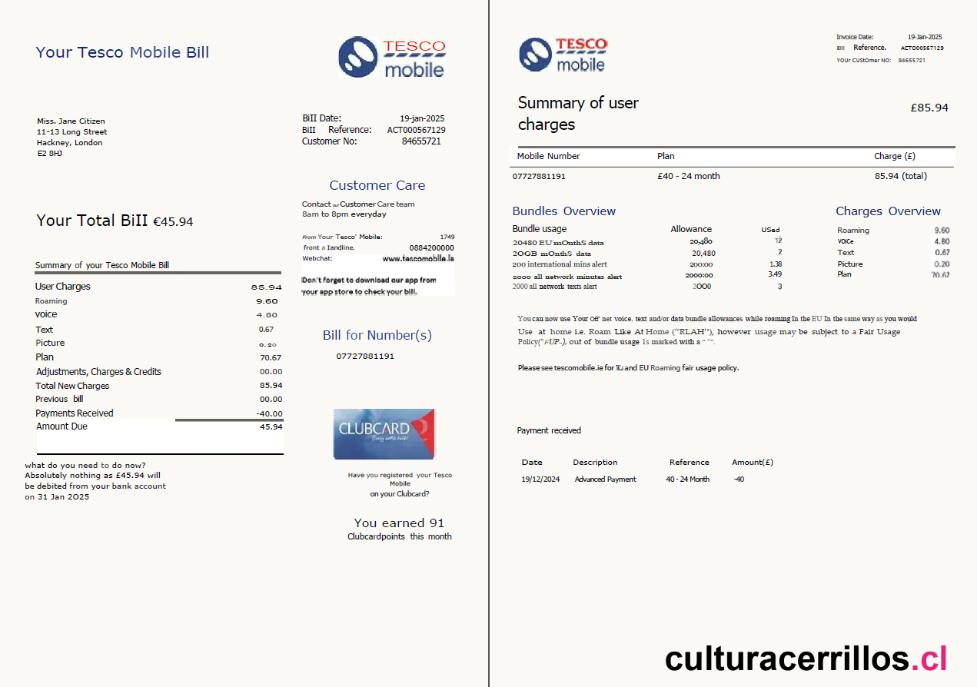 Your Tesco Mobile Bill
TESCO
mobile
Miss. Jane Citizen
11-13 Long Street
Hackney, London
E2 8HJ
Bill Date: 19-jan-2025
Bill Reference: ACT000567129
Customer No: 84655721
Customer Care
Contact our Customer Care team
8am to 8pm everyday
from Your Tesco' Mobile: 1749
front a landline. 0884200000
Webchat: www.tescomobile.ie
Don't forget to download our app from
your app store to check your bill.
Your Total Bill €45.94
Summary of your Tesco Mobile Bill
User Charges 85.94
Roaming 9.60
voice 4.80
Text 0.67
Picture 0.20
Plan 70.67
Adjustments, Charges & Credits 00.00
Total New Charges 85.94
Previous bill 00.00
Payments Received -40.00
Amount Due 45.94
what do you need to do now?
Absolutely nothing as £45.94 will
be debited from your bank account
on 31 Jan 2025
Bill for Number(s)
07727881191
CLUBCARD
Have you registered your Tesco
Mobile
on your Clubcard?
You earned 91
Clubcardpoints this month
TESCO
mobile
Invoice Date: 19-Jan-2025
Bill Reference. ACT000567129
YOUr CUStOmer NO: 84655721
Summary of user
charges
£85.94
Mobile Number Plan Charge (£)
07727881191 £40 - 24 month 85.94 (total)
Bundles Overview
Bundle usage Allowance USed
20480 EU mOnthS data 20,480 12
20GB mOnthS data 20,480 2
200 international mins alert 200:00 1.38
2000 all network minutes alert 2000:00 3.49
2000 all network texts alert 2000 3
Charges Overview
Roaming 9.60
voice 4.80
Text 0.67
Picture 0.20
Plan 70.67
You can now use Your Off net voice. text and/or data bundle allowances while roaming In the EU In the same way as you would
Use at home i.e. Roam Like At Home ("RLAH"), however usage may be subject to a Fair Usage
out of bundle usage 1s marked with a
Please see tescomobile.ie for and EU Roaming fair usage policy.
Payment received
Date Description Reference Amount(£)
19/12/2024 Advanced Payment 40 - 24 Month -40
culturacerrillos.cl